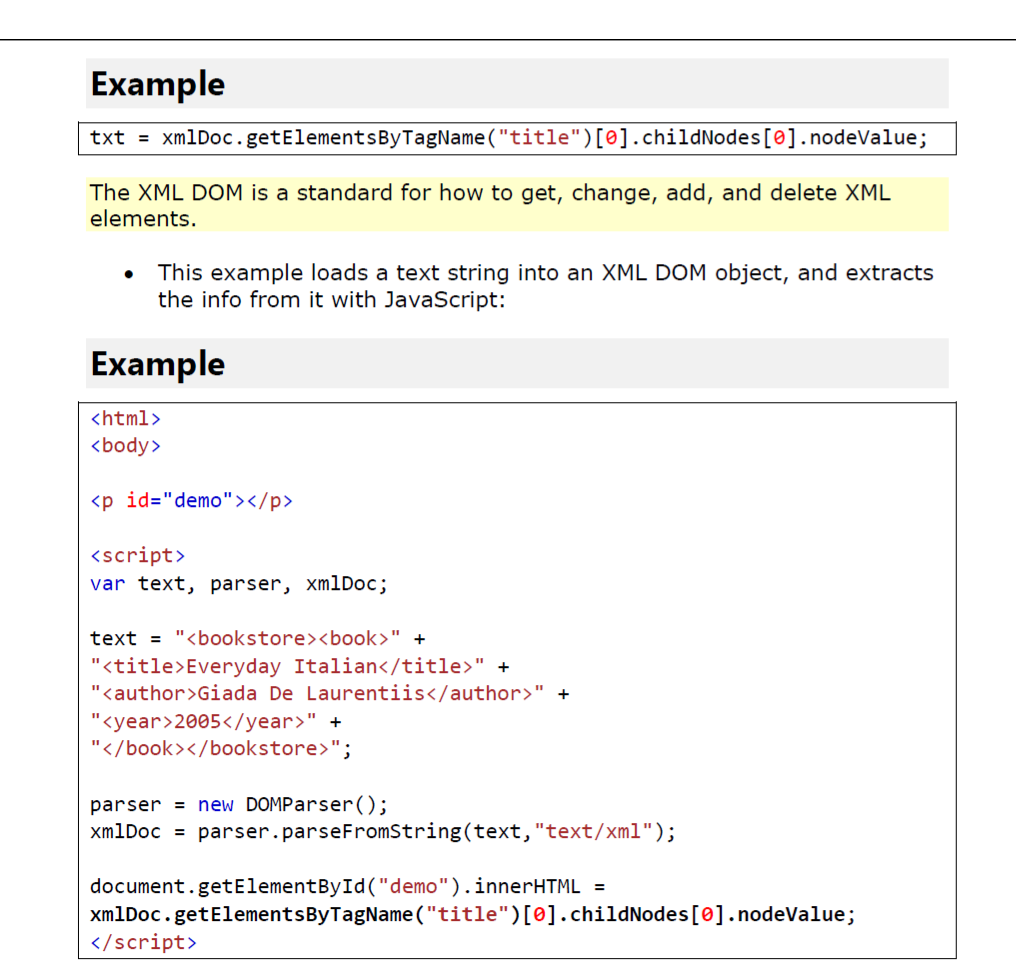 Example
txt = xmlDoc.getElementsByTagName("title")[0].childNodes[0].nodeValue;
The XML DOM is a standard for how to get, change, add, and delete XML
elements.
• This example loads a text string into an XML DOM object, and extracts
the info from it with JavaScript:
Example
<html>
<body>
<p id="demo"></p>
<script>
var text, parser, xmlDoc;
text = "<bookstore><book>" +
"<title>Everyday Italian</title>" +
"<author>Giada De Laurentiis</author>" +
"<year>2005</year>" +
"</book></bookstore>";
parser = new DOMParser();
xmlDoc = parser.parseFromString(text,"text/xml");
document.getElementById("demo").innerHTML =
xmlDoc.getElementsByTagName("title")[0].childNodes[0].nodeValue;
</script>